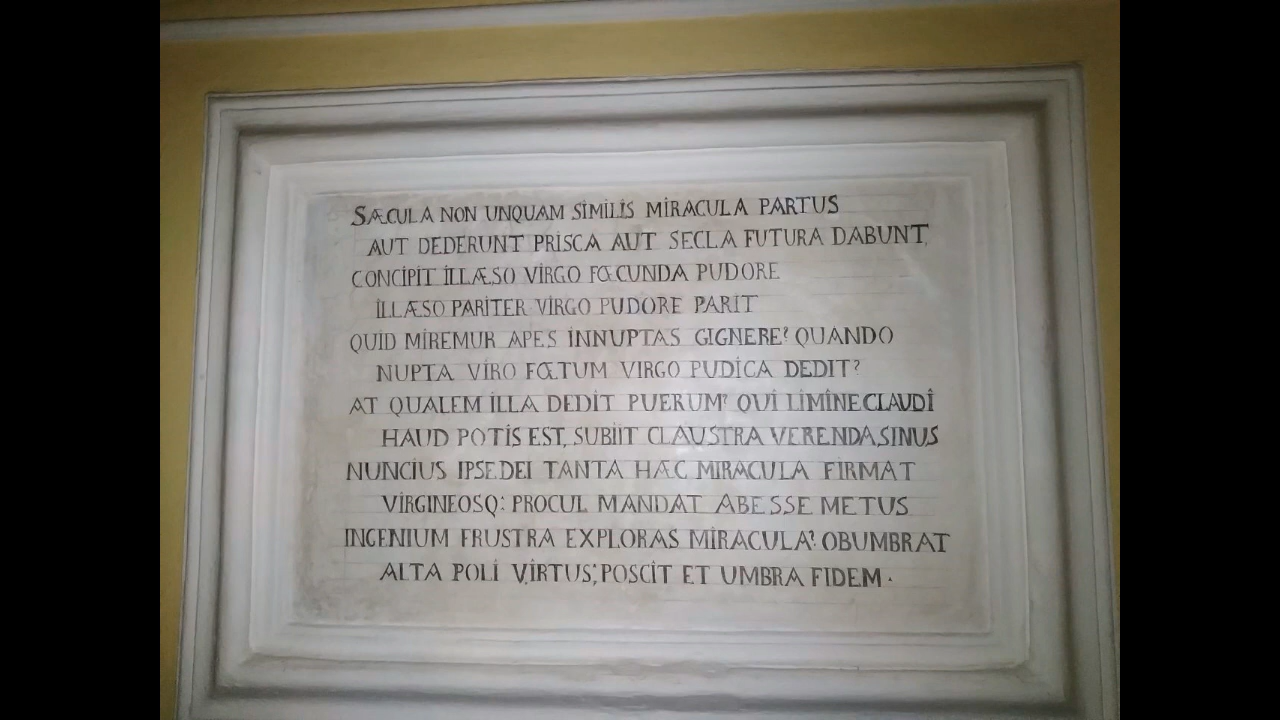 SÆCULA NON UNQUAM SIMILIS MIRACULA PARTUS
AUT DEDERUNT PRISCA AUT SECLA FUTURA DABUNT,
CONCIPIT ILLÆSO VIRGO FŒCUNDA PUDORE
ILLÆSO PARITER VIRGO PUDORE PARIT
QUID MIREMUR APES INNUPTAS GIGNERE? QUANDO
NUPTA VIRO FŒTUM VIRGO PUDICA DEDIT?
AT QUALEM ILLA DEDIT PUERUM? QUI LIMINE CLAUDI
HAUD POTIS EST, SUBIIT CLAUSTRA VERENDA, SINUS
NUNCIUS IPSE DEI TANTA HÆC MIRACULA FIRMAT
VIRGINEOSQ: PROCUL MANDAT ABESSE METUS
INGENIUM FRUSTRA EXPLORAS MIRACULA? OBUMBRAT
ALTA POLI VIRTUS; POSCIT ET UMBRA FIDEM.